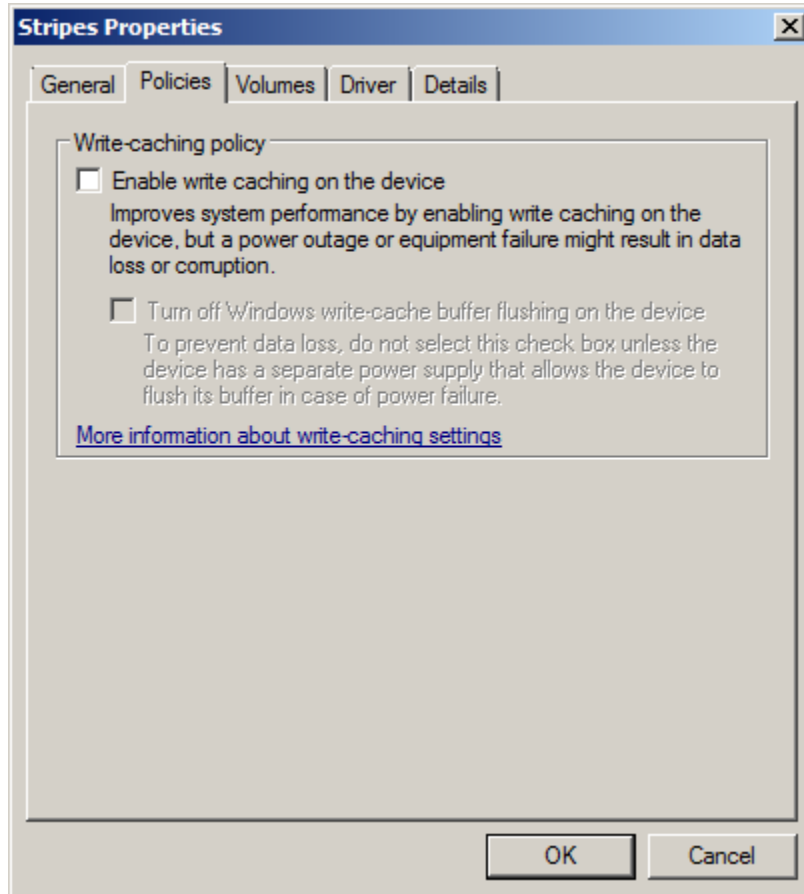 Stripes Properties
General Policies Volumes Driver Details
Write-caching policy
Enable write caching on the device
Improves system performance by enabling write caching on the
device, but a power outage or equipment failure might result in data
loss or corruption.
Turn off Windows write-cache buffer flushing on the device
To prevent data loss, do not select this check box unless the
device has a separate power supply that allows the device to
flush its buffer in case of power failure.
More information about write-caching settings
OK Cancel